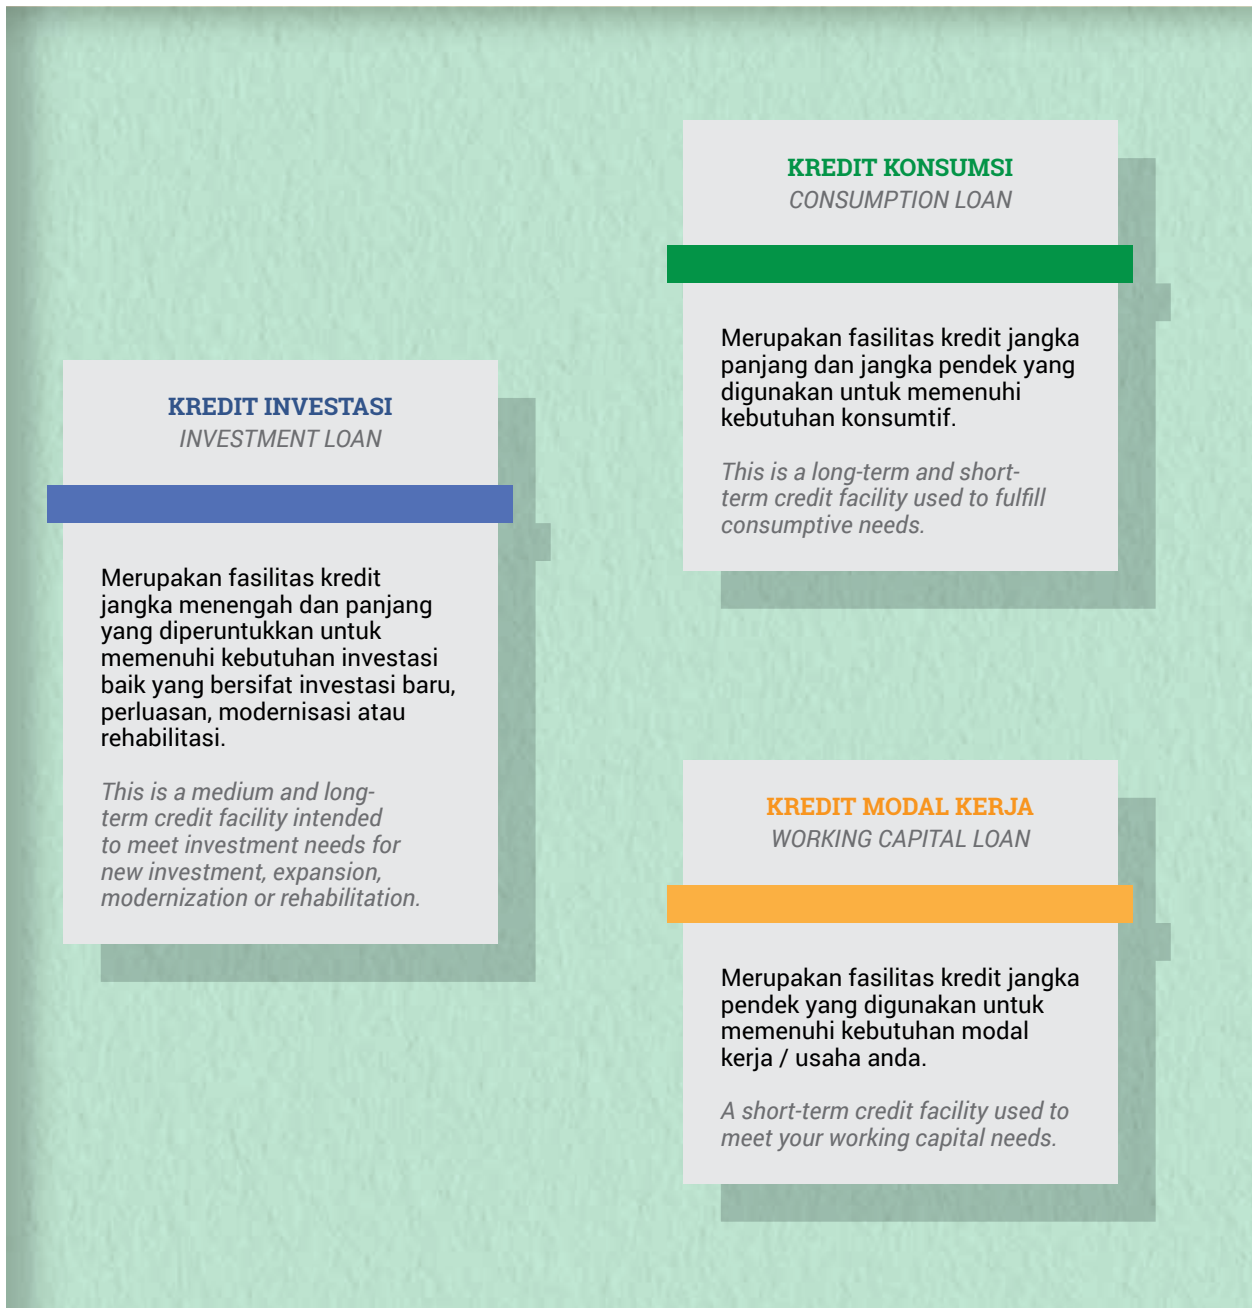 KREDIT INVESTASI
INVESTMENT LOAN
Merupakan fasilitas kredit
jangka menengah dan panjang
yang diperuntukkan untuk
memenuhi kebutuhan investasi
baik yang bersifat investasi baru,
perluasan, modernisasi atau
rehabilitasi.
This is a medium and long-
term credit facility intended
to meet investment needs for
new investment, expansion,
modernization or rehabilitation.
KREDIT KONSUMSI
CONSUMPTION LOAN
Merupakan fasilitas kredit jangka
panjang dan jangka pendek yang
digunakan untuk memenuhi
kebutuhan konsumtif.
This is a long-term and short-
term credit facility used to fulfill
consumptive needs.
KREDIT MODAL KERJA
WORKING CAPITAL LOAN
Merupakan fasilitas kredit jangka
pendek yang digunakan untuk
memenuhi kebutuhan modal
kerja / usaha anda.
A short-term credit facility used to
meet your working capital needs.